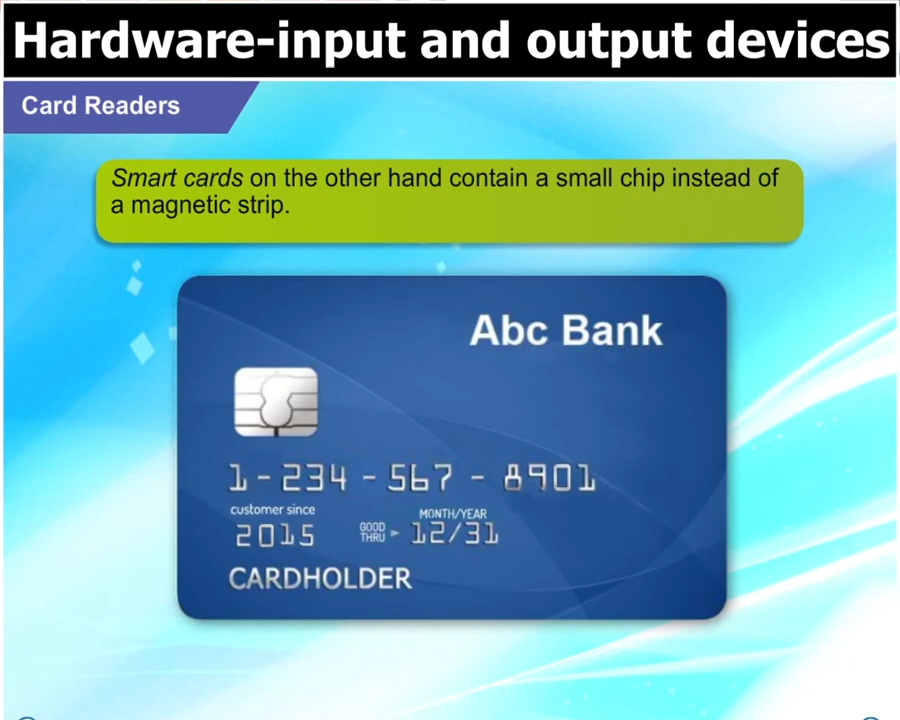 Hardware-input and output devices
Card Readers
Smart cards on the other hand contain a small chip instead of
a magnetic strip.
Abc Bank
1-234-567-8901
customer since
MONTH/YEAR
2015 GOOD THRU 12/31
CARDHOLDER